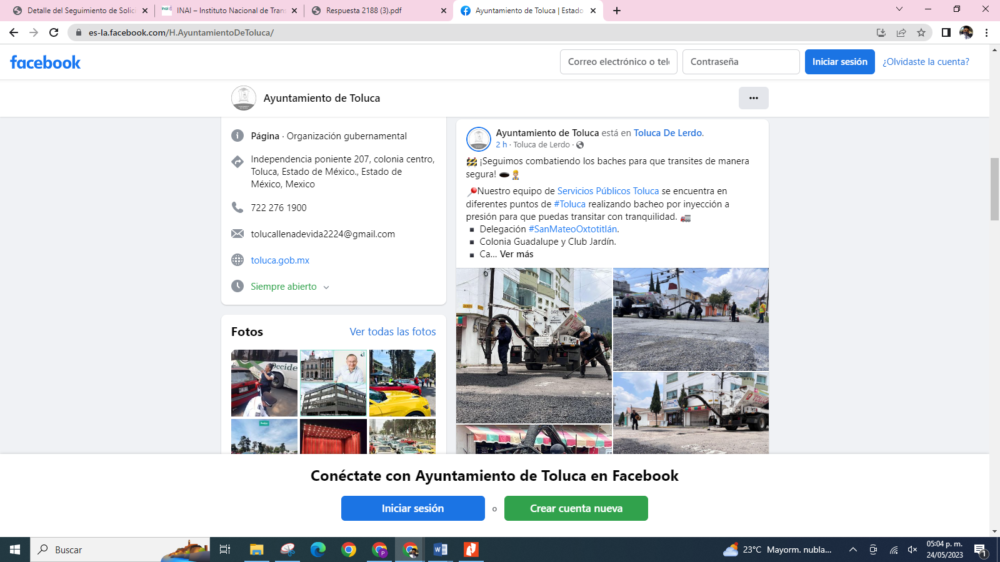 Detalle del Seguimiento de Solici
INAI – Instituto Nacional de Trans
Respuesta 2188 (3).pdf
Ayuntamiento de Toluca | Estado
es-la.facebook.com/H.AyuntamientoDeToluca/
facebook
Correo electrónico o telé
Contraseña
Iniciar sesión
¿Olvidaste la cuenta?
Ayuntamiento de Toluca
Página · Organización gubernamental
Independencia poniente 207, colonia centro,
Toluca, Estado de México., Estado de
México, Mexico
722 276 1900
tolucallenadevida2224@gmail.com
toluca.gob.mx
Siempre abierto
Fotos
Ver todas las fotos
Ayuntamiento de Toluca está en Toluca De Lerdo.
2 h · Toluca de Lerdo ·
🚧 ¡Seguimos combatiendo los baches para que transites de manera
segura! 🕳️👷🏼
📍Nuestro equipo de Servicios Públicos Toluca se encuentra en
diferentes puntos de #Toluca realizando bacheo por inyección a
presión para que puedas transitar con tranquilidad. 🚛
▪️ Delegación #SanMateoOxtotitlán.
▪️ Colonia Guadalupe y Club Jardín.
▪️ Ca... Ver más
Conéctate con Ayuntamiento de Toluca en Facebook
Iniciar sesión
o
Crear cuenta nueva
Buscar
23°C Mayorm. nubla...
05:04 p. m.
24/05/2023
1